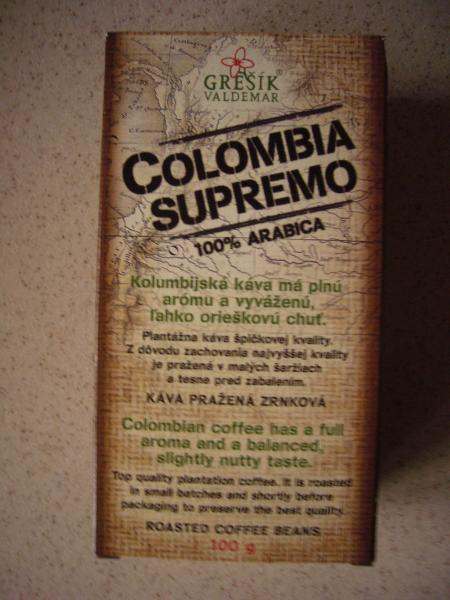 GREŠÍK
VALDEMAR
COLOMBIA
SUPREMO
100% ARABICA
Kolumbijská káva má plnú
arómu a vyváženú,
ľahko orieškovú chuť.
Plantážna káva špičkovej kvality.
Z dôvodu zachovania najvyššej kvality
je pražená v malých šaržiach
a tesne pred zabalením.
KÁVA PRAŽENÁ ZRNKOVÁ
Colombian coffee has a full
aroma and a balanced,
slightly nutty taste.
Top quality plantation coffee. It is roasted
in small batches and shortly before
packaging to preserve the best quality.
ROASTED COFFEE BEANS
100 g